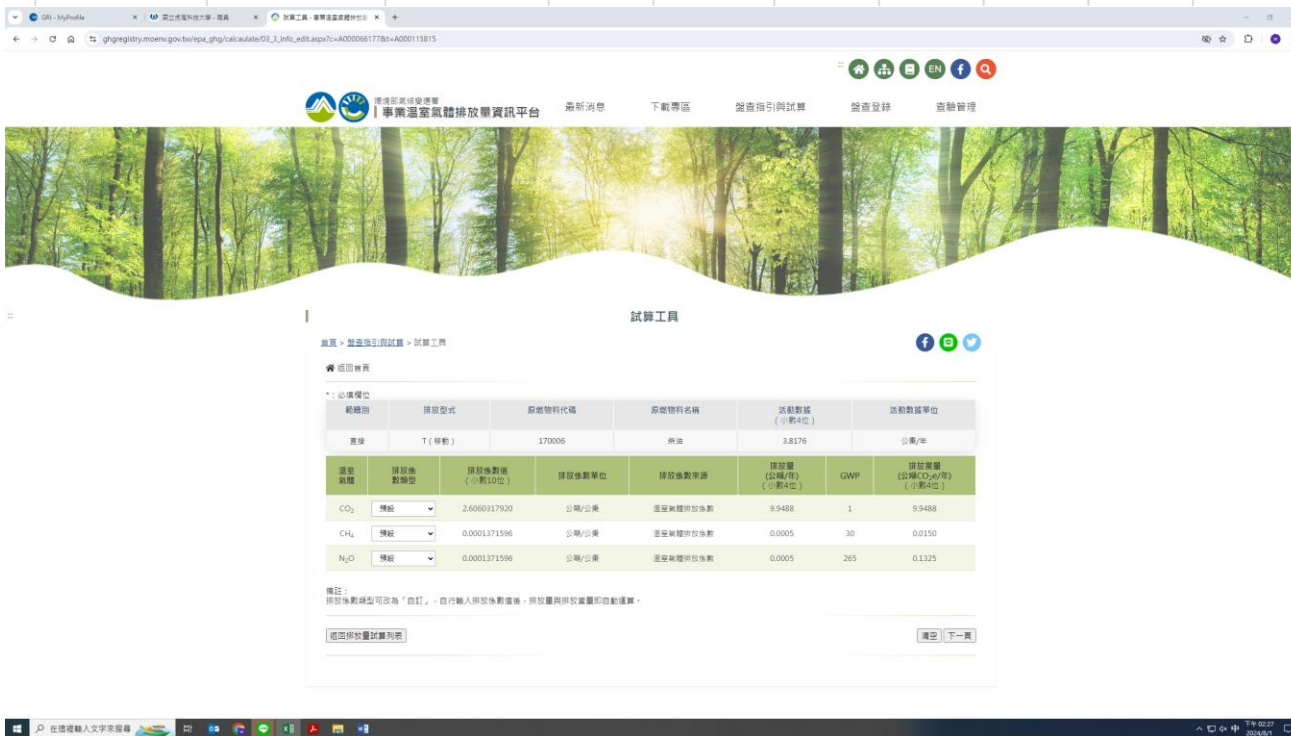 GRI - MyProfile
國立虎尾科技大學 - 職員
試算工具 - 事業溫室氣體排放量
ghgregistry.moenv.gov.tw/epa_ghg/calcaulate/03_3_info_edit.aspx?c=A000066177&t=A000115815
EN
環境部氣候變遷署
事業溫室氣體排放量資訊平台
最新消息 下載專區 盤查指引與試算 盤查登錄 查驗管理
試算工具
首頁 > 盤查指引與試算 > 試算工具
返回首頁
*：必填欄位
範疇別 排放型式 原燃物料代碼 原燃物料名稱 活動數據 (小數4位) 活動數據單位
直接 T（移動） 170006 柴油 3.8176 公秉/年
溫室氣體 排放係數類型 排放係數值 (小數10位) 排放係數單位 排放係數來源 排放量 (公噸/年) (小數4位) GWP 排放當量 (公噸CO₂e/年) (小數4位)
CO₂ 預設 2.6060317920 公噸/公秉 溫室氣體排放係數 9.9488 1 9.9488
CH₄ 預設 0.0001371596 公噸/公秉 溫室氣體排放係數 0.0005 30 0.0150
N₂O 預設 0.0001371596 公噸/公秉 溫室氣體排放係數 0.0005 265 0.1325
備註：
排放係數類型可改為「自訂」，自行輸入排放係數值後，排放量與排放當量即自動運算。
返回排放量試算列表 清空 下一頁
在這裡輸入文字來搜尋
中
下午 02:27
2024/8/1